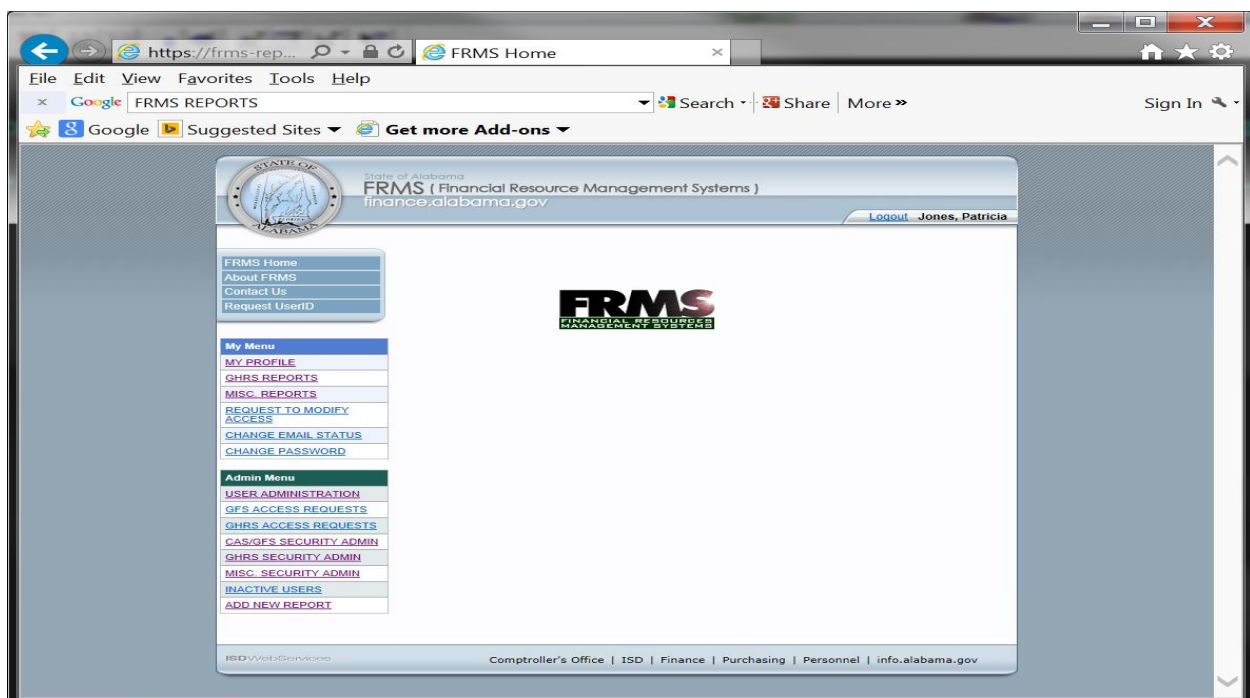 https://frms-rep...
FRMS Home
File Edit View Favorites Tools Help
Google FRMS REPORTS Search Share More » Sign In
Google Suggested Sites Get more Add-ons
STATE OF
ALABAMA
State of Alabama
FRMS ( Financial Resource Management Systems )
finance.alabama.gov
Logout Jones, Patricia
FRMS Home
About FRMS
Contact Us
Request UserID
FRMS
FINANCIAL RESOURCES
MANAGEMENT SYSTEMS
My Menu
MY PROFILE
GHRS REPORTS
MISC. REPORTS
REQUEST TO MODIFY
ACCESS
CHANGE EMAIL STATUS
CHANGE PASSWORD
Admin Menu
USER ADMINISTRATION
GFS ACCESS REQUESTS
GHRS ACCESS REQUESTS
CAS/GFS SECURITY ADMIN
GHRS SECURITY ADMIN
MISC. SECURITY ADMIN
INACTIVE USERS
ADD NEW REPORT
ISDWebServices
Comptroller's Office | ISD | Finance | Purchasing | Personnel | info.alabama.gov